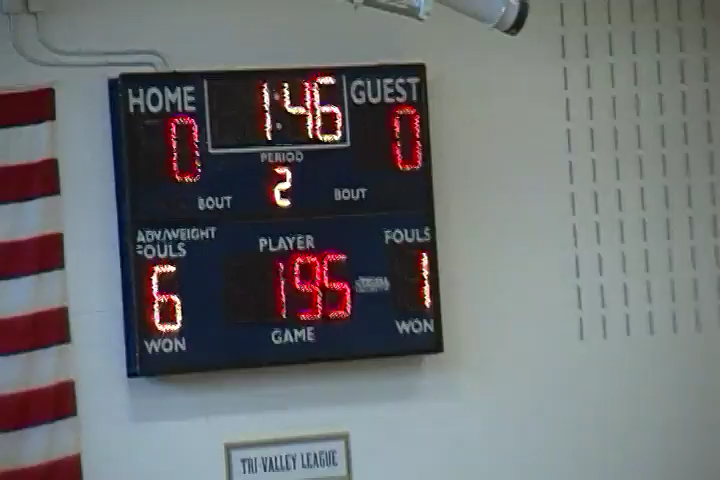 HOME 1:46 GUEST
0 0
PERIOD
BOUT 2 BOUT
ADV/WEIGHT
FOULS PLAYER FOULS
6 195 1
WON GAME WON
TRI-VALLEY LEAGUE